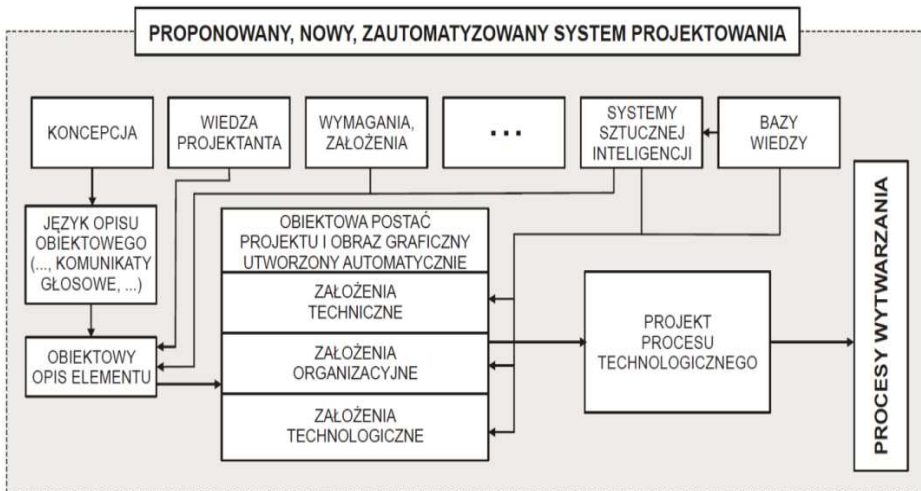 PROPONOWANY, NOWY, ZAUTOMATYZOWANY SYSTEM PROJEKTOWANIA
KONCEPCJA
WIEDZA
PROJEKTANTA
WYMAGANIA,
ZAŁOŻENIA
...
SYSTEMY
SZTUCZNEJ
INTELIGENCJI
BAZY
WIEDZY
JĘZYK OPISU
OBIEKTOWEGO
(..., KOMUNIKATY
GŁOSOWE, ...)
OBIEKTOWY
OPIS ELEMENTU
OBIEKTOWA POSTAĆ
PROJEKTU I OBRAZ GRAFICZNY
UTWORZONY AUTOMATYCZNIE
ZAŁOŻENIA
TECHNICZNE
ZAŁOŻENIA
ORGANIZACYJNE
ZAŁOŻENIA
TECHNOLOGICZNE
PROJEKT
PROCESU
TECHNOLOGICZNEGO
PROCESY WYTWARZANIA